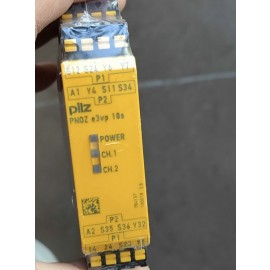 P1
A1 Y4 S11 S34
P2
pilz
PNOZ e3vp 10s
POWER
CH.1
CH.2
A2 S35 S36 Y32
P1
P2